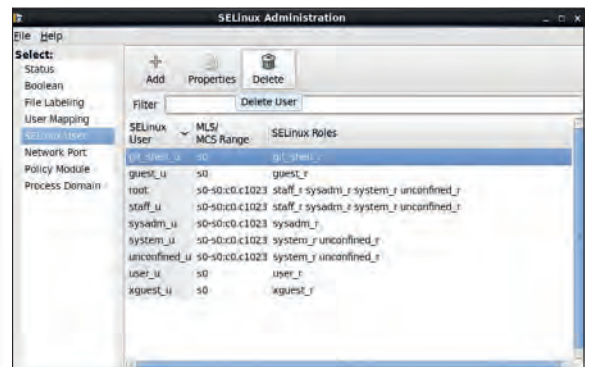 SELinux Administration
File Help
Select:
Status
Boolean
File Labeling
User Mapping
SELinux User
Network Port
Policy Module
Process Domain
Add Properties Delete
Filter
Delete User
SELinux User MLS/ MCS Range SELinux Roles
git_shell_u s0 git_shell_r
guest_u s0 guest_r
root s0-s0:c0.c1023 staff_r sysadm_r system_r unconfined_r
staff_u s0-s0:c0.c1023 staff_r sysadm_r system_r unconfined_r
sysadm_u s0-s0:c0.c1023 sysadm_r
system_u s0-s0:c0.c1023 system_r unconfined_r
unconfined_u s0-s0:c0.c1023 system_r unconfined_r
user_u s0 user_r
xguest_u s0 xguest_r